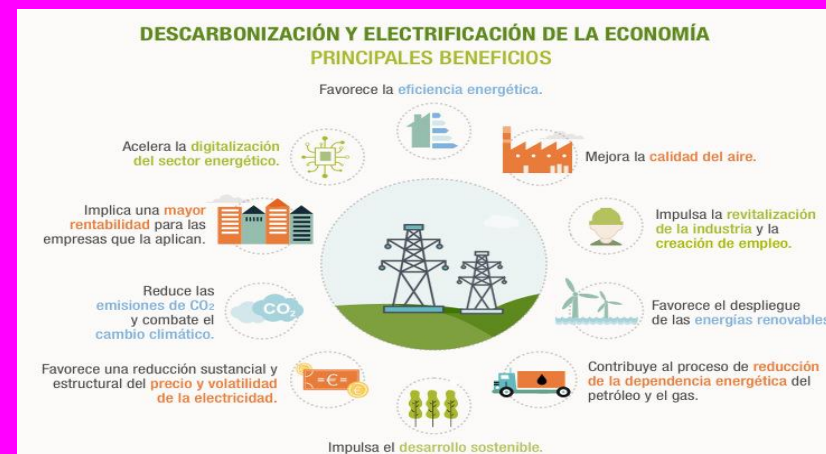 DESCARBONIZACIÓN Y ELECTRIFICACIÓN DE LA ECONOMÍA
PRINCIPALES BENEFICIOS
Favorece la eficiencia energética.
Acelera la digitalización
del sector energético.
Mejora la calidad del aire.
Implica una mayor
rentabilidad para las
empresas que la aplican.
Impulsa la revitalización
de la industria y la
creación de empleo.
Reduce las
emisiones de CO₂
y combate el
cambio climático.
CO₂
Favorece el despliegue
de las energías renovables
Favorece una reducción sustancial y
estructural del precio y volatilidad
de la electricidad.
=€=
Contribuye al proceso de reducción
de la dependencia energética del
petróleo y el gas.
Impulsa el desarrollo sostenible.